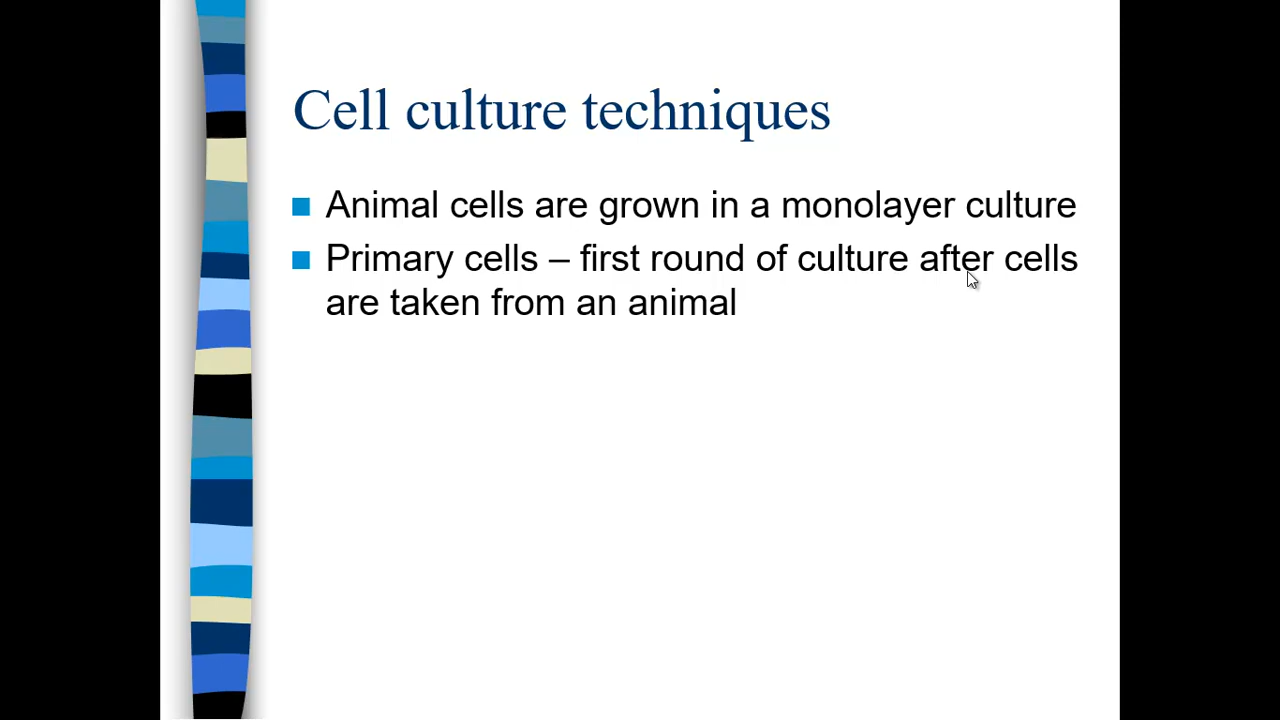 Cell culture techniques
Animal cells are grown in a monolayer culture
Primary cells – first round of culture after cells
are taken from an animal